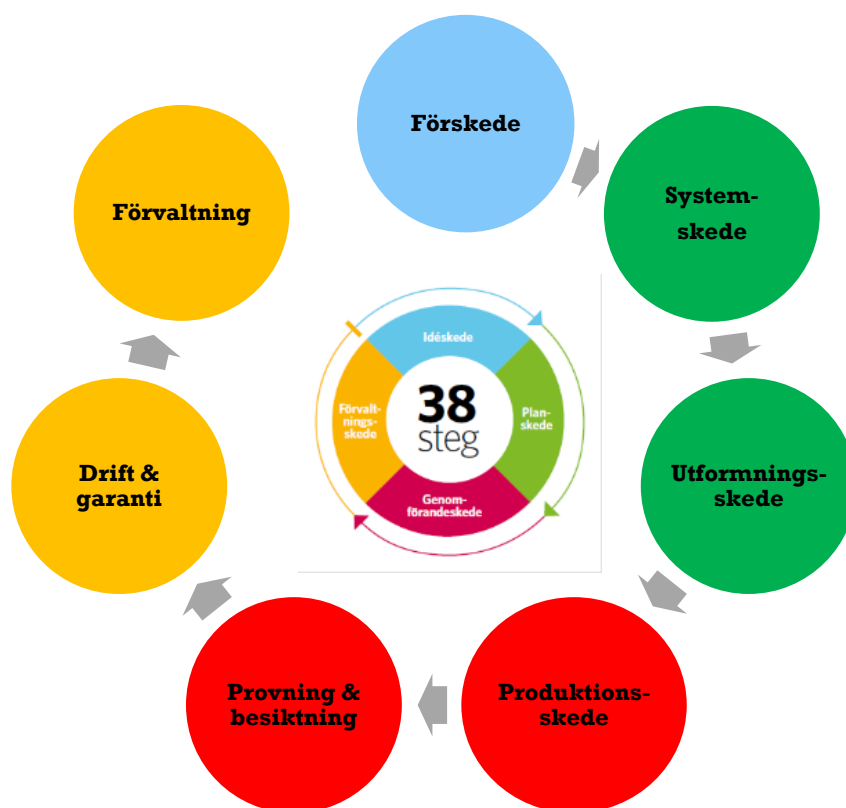 Förskede
System-
skede
Utformnings-
skede
Produktions-
skede
Provning &
besiktning
Drift &
garanti
Förvaltning
Idéskede
Plan-
skede
Genom-
förandeskede
Förvalt-
nings-
skede
38
steg